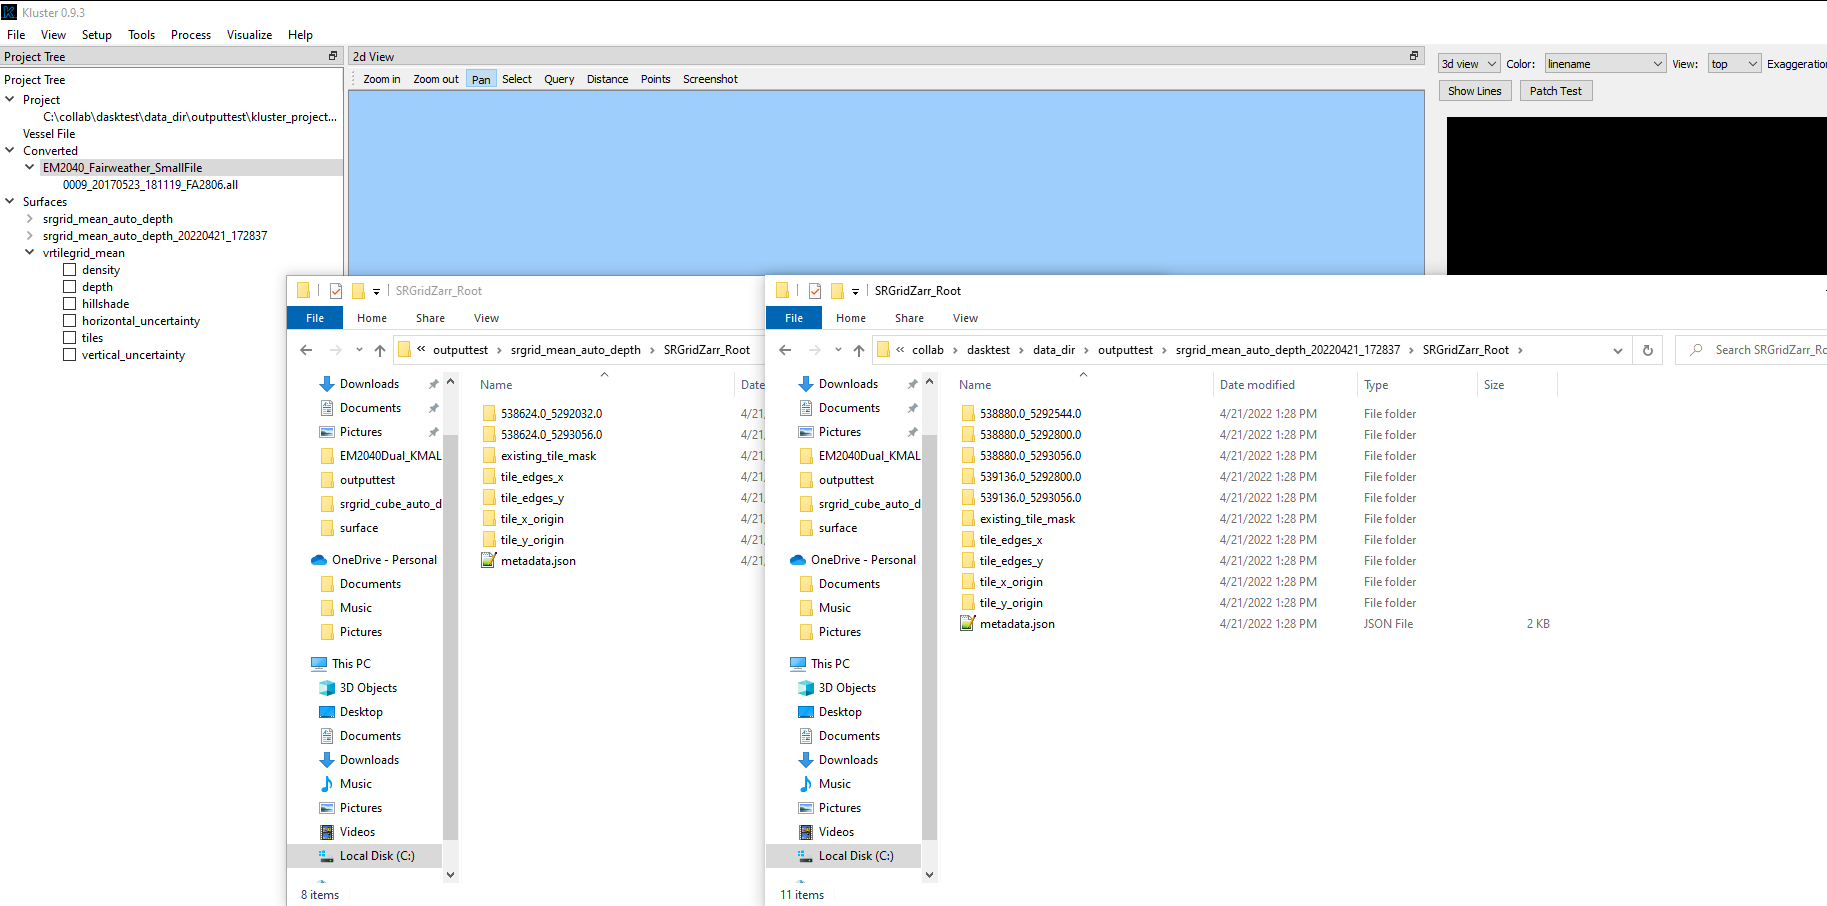 Kluster 0.9.3
File View Setup Tools Process Visualize Help
Project Tree
2d View
Project Tree
Project
C:\collab\dasktest\data_dir\outputtest\kluster_project...
Vessel File
Converted
EM2040_Fairweather_SmallFile
0009_20170523_181119_FA2806.all
Surfaces
srgrid_mean_auto_depth
srgrid_mean_auto_depth_20220421_172837
vrtilegrid_mean
density
depth
hillshade
horizontal_uncertainty
tiles
vertical_uncertainty
Zoom in Zoom out Pan Select Query Distance Points Screenshot
3d view Color: linename View: top Exaggeration
Show Lines Patch Test
SRGridZarr_Root
File Home Share View
« outputtest › srgrid_mean_auto_depth › SRGridZarr_Root
Downloads
Documents
Pictures
EM2040Dual_KMAL
outputtest
srgrid_cube_auto_d
surface
OneDrive - Personal
Documents
Music
Pictures
This PC
3D Objects
Desktop
Documents
Downloads
Music
Pictures
Videos
Local Disk (C:)
Name Date
538624.0_5292032.0 4/21/
538624.0_5293056.0 4/21/
existing_tile_mask 4/21/
tile_edges_x 4/21/
tile_edges_y 4/21/
tile_x_origin 4/21/
tile_y_origin 4/21/
metadata.json 4/21/
8 items
SRGridZarr_Root
File Home Share View
« collab › dasktest › data_dir › outputtest › srgrid_mean_auto_depth_20220421_172837 › SRGridZarr_Root ›
Search SRGridZarr_Ro
Downloads
Documents
Pictures
EM2040Dual_KMAL
outputtest
srgrid_cube_auto_d
surface
OneDrive - Personal
Documents
Music
Pictures
This PC
3D Objects
Desktop
Documents
Downloads
Music
Pictures
Videos
Local Disk (C:)
Name Date modified Type Size
538880.0_5292544.0 4/21/2022 1:28 PM File folder
538880.0_5292800.0 4/21/2022 1:28 PM File folder
538880.0_5293056.0 4/21/2022 1:28 PM File folder
539136.0_5292800.0 4/21/2022 1:28 PM File folder
539136.0_5293056.0 4/21/2022 1:28 PM File folder
existing_tile_mask 4/21/2022 1:28 PM File folder
tile_edges_x 4/21/2022 1:28 PM File folder
tile_edges_y 4/21/2022 1:28 PM File folder
tile_x_origin 4/21/2022 1:28 PM File folder
tile_y_origin 4/21/2022 1:28 PM File folder
metadata.json 4/21/2022 1:28 PM JSON File 2 KB
11 items